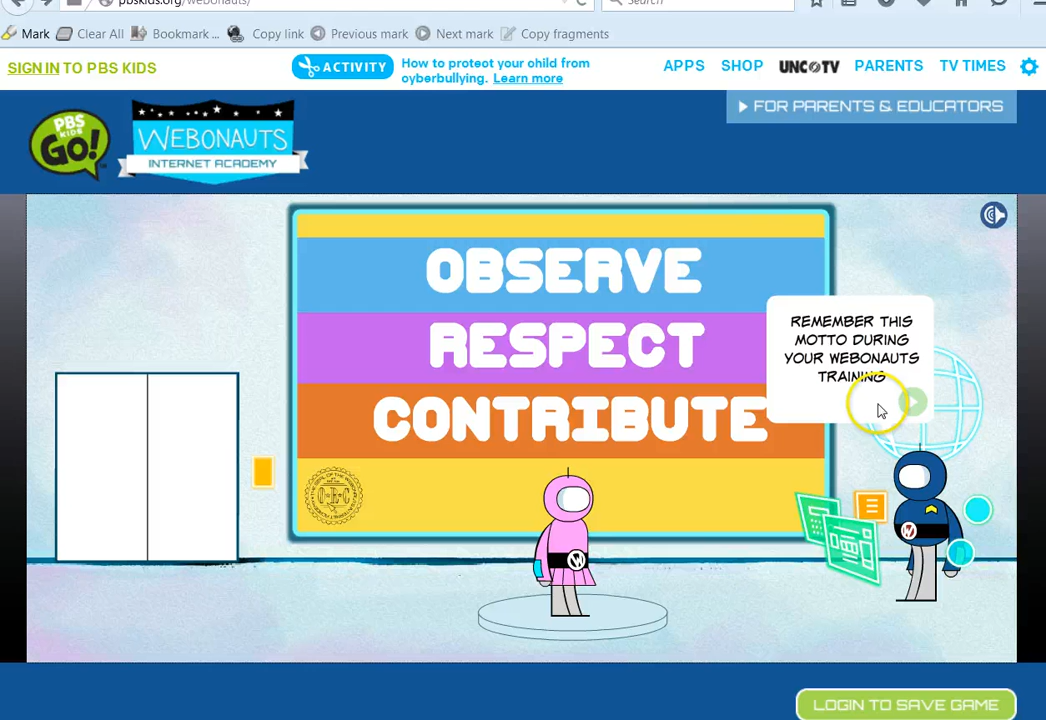 pbskids.org/webonauts/
Search
Mark Clear All Bookmark ... Copy link Previous mark Next mark Copy fragments
SIGN IN TO PBS KIDS
ACTIVITY
How to protect your child from
cyberbullying. Learn more
APPS SHOP UNC TV PARENTS TV TIMES
FOR PARENTS & EDUCATORS
PBS
KIDS
GO!
WEBONAUTS
INTERNET ACADEMY
OBSERVE
RESPECT
CONTRIBUTE
REMEMBER THIS
MOTTO DURING
YOUR WEBONAUTS
TRAINING
O·R·C
W
W
LOGIN TO SAVE GAME